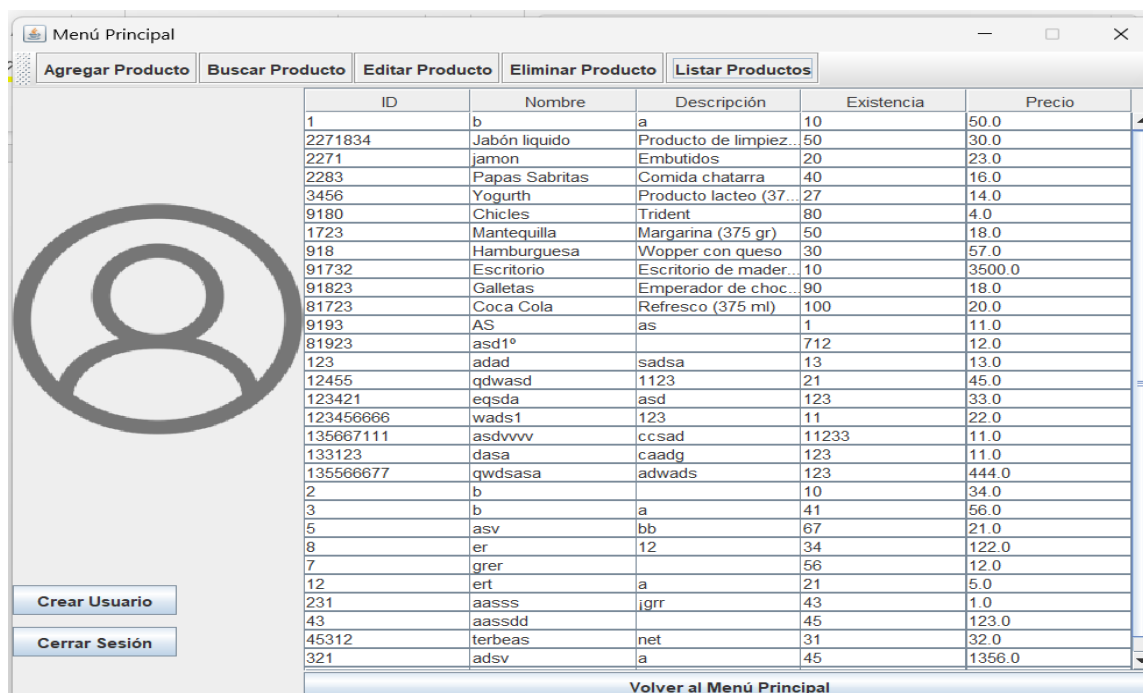 Menú Principal
Agregar Producto Buscar Producto Editar Producto Eliminar Producto Listar Productos
ID Nombre Descripción Existencia Precio
1 b a 10 50.0
2271834 Jabón liquido Producto de limpiez... 50 30.0
2271 jamon Embutidos 20 23.0
2283 Papas Sabritas Comida chatarra 40 16.0
3456 Yogurth Producto lacteo (37... 27 14.0
9180 Chicles Trident 80 4.0
1723 Mantequilla Margarina (375 gr) 50 18.0
918 Hamburguesa Wopper con queso 30 57.0
91732 Escritorio Escritorio de mader... 10 3500.0
91823 Galletas Emperador de choc... 90 18.0
81723 Coca Cola Refresco (375 ml) 100 20.0
9193 AS as 1 11.0
81923 asd1º 712 12.0
123 adad sadsa 13 13.0
12455 qdwasd 1123 21 45.0
123421 eqsda asd 123 33.0
123456666 wads1 123 11 22.0
135667111 asdvvvv ccsad 11233 11.0
133123 dasa caadg 123 11.0
135566677 qwdsasa adwads 123 444.0
2 b 10 34.0
3 b a 41 56.0
5 asv bb 67 21.0
8 er 12 34 122.0
7 grer 56 12.0
12 ert a 21 5.0
231 aasss ¡grr 43 1.0
43 aassdd 45 123.0
45312 terbeas net 31 32.0
321 adsv a 45 1356.0
Crear Usuario
Cerrar Sesión
Volver al Menú Principal